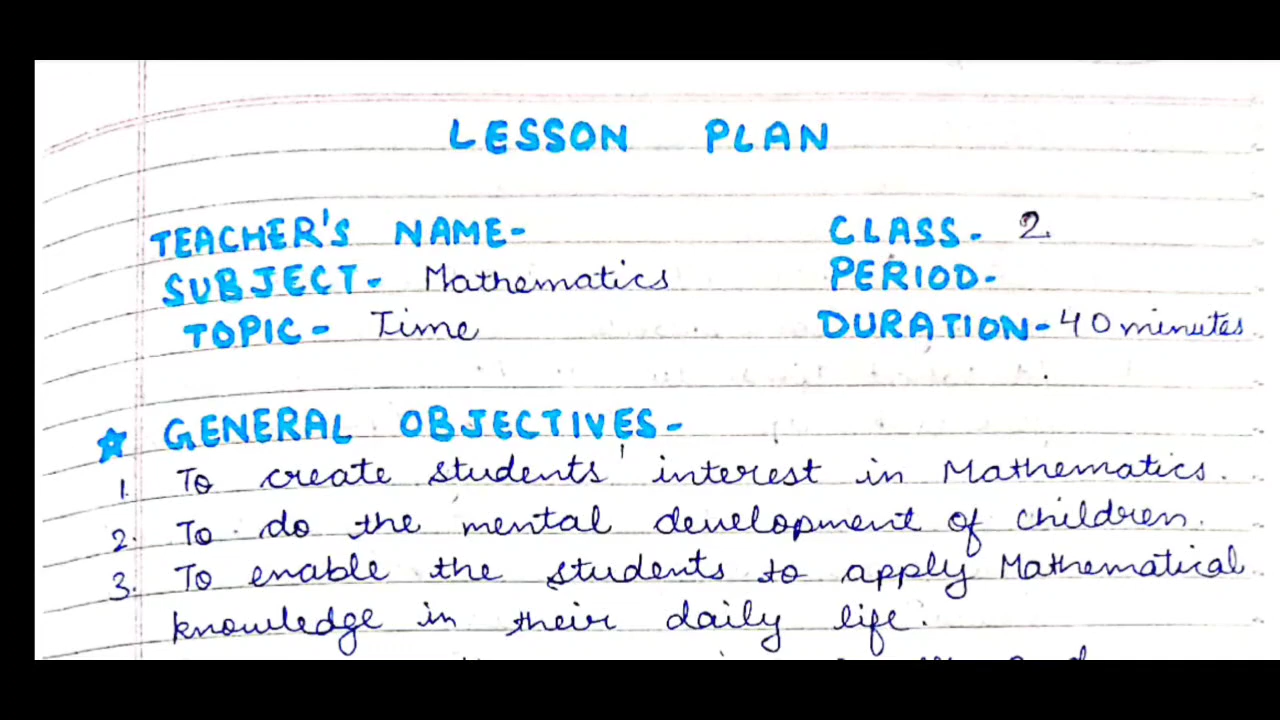 LESSON PLAN
TEACHER'S NAME- CLASS- 2
SUBJECT- Mathematics PERIOD-
TOPIC- Time DURATION- 40 minutes
★ GENERAL OBJECTIVES-
1. To create students' interest in Mathematics.
2. To do the mental development of children.
3. To enable the students to apply Mathematical
knowledge in their daily life.